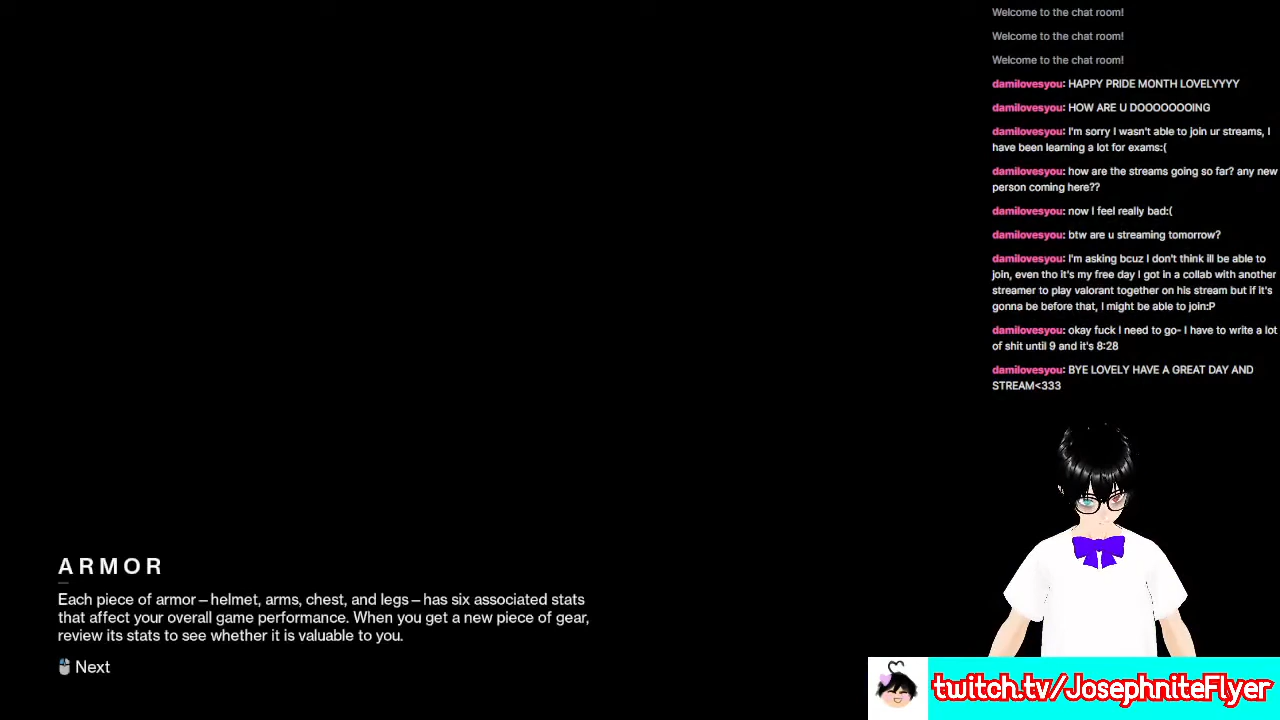 Welcome to the chat room!
Welcome to the chat room!
Welcome to the chat room!
damilovesyou: HAPPY PRIDE MONTH LOVELYYYY
damilovesyou: HOW ARE U DOOOOOOOING
damilovesyou: I'm sorry I wasn't able to join ur streams, I
have been learning a lot for exams:(
damilovesyou: how are the streams going so far? any new
person coming here??
damilovesyou: now I feel really bad:(
damilovesyou: btw are u streaming tomorrow?
damilovesyou: I'm asking bcuz I don't think ill be able to
join, even tho it's my free day I got in a collab with another
streamer to play valorant together on his stream but if it's
gonna be before that, I might be able to join:P
damilovesyou: okay fuck I need to go- I have to write a lot
of shit until 9 and it's 8:28
damilovesyou: BYE LOVELY HAVE A GREAT DAY AND
STREAM<333
ARMOR
Each piece of armor – helmet, arms, chest, and legs – has six associated stats
that affect your overall game performance. When you get a new piece of gear,
review its stats to see whether it is valuable to you.
Next
twitch.tv/JosephniteFlyer